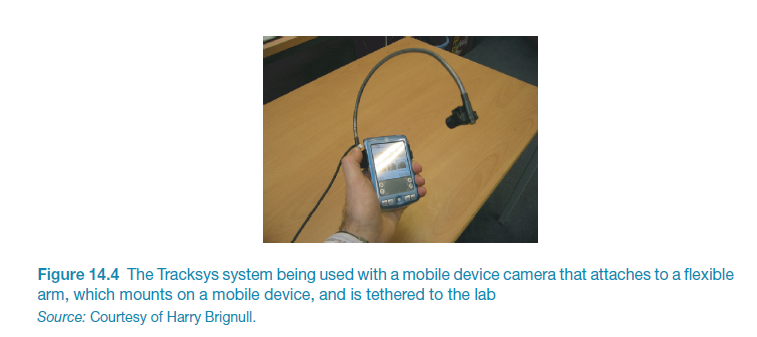 Figure 14.4 The Tracksys system being used with a mobile device camera that attaches to a flexible
arm, which mounts on a mobile device, and is tethered to the lab
Source: Courtesy of Harry Brignull.